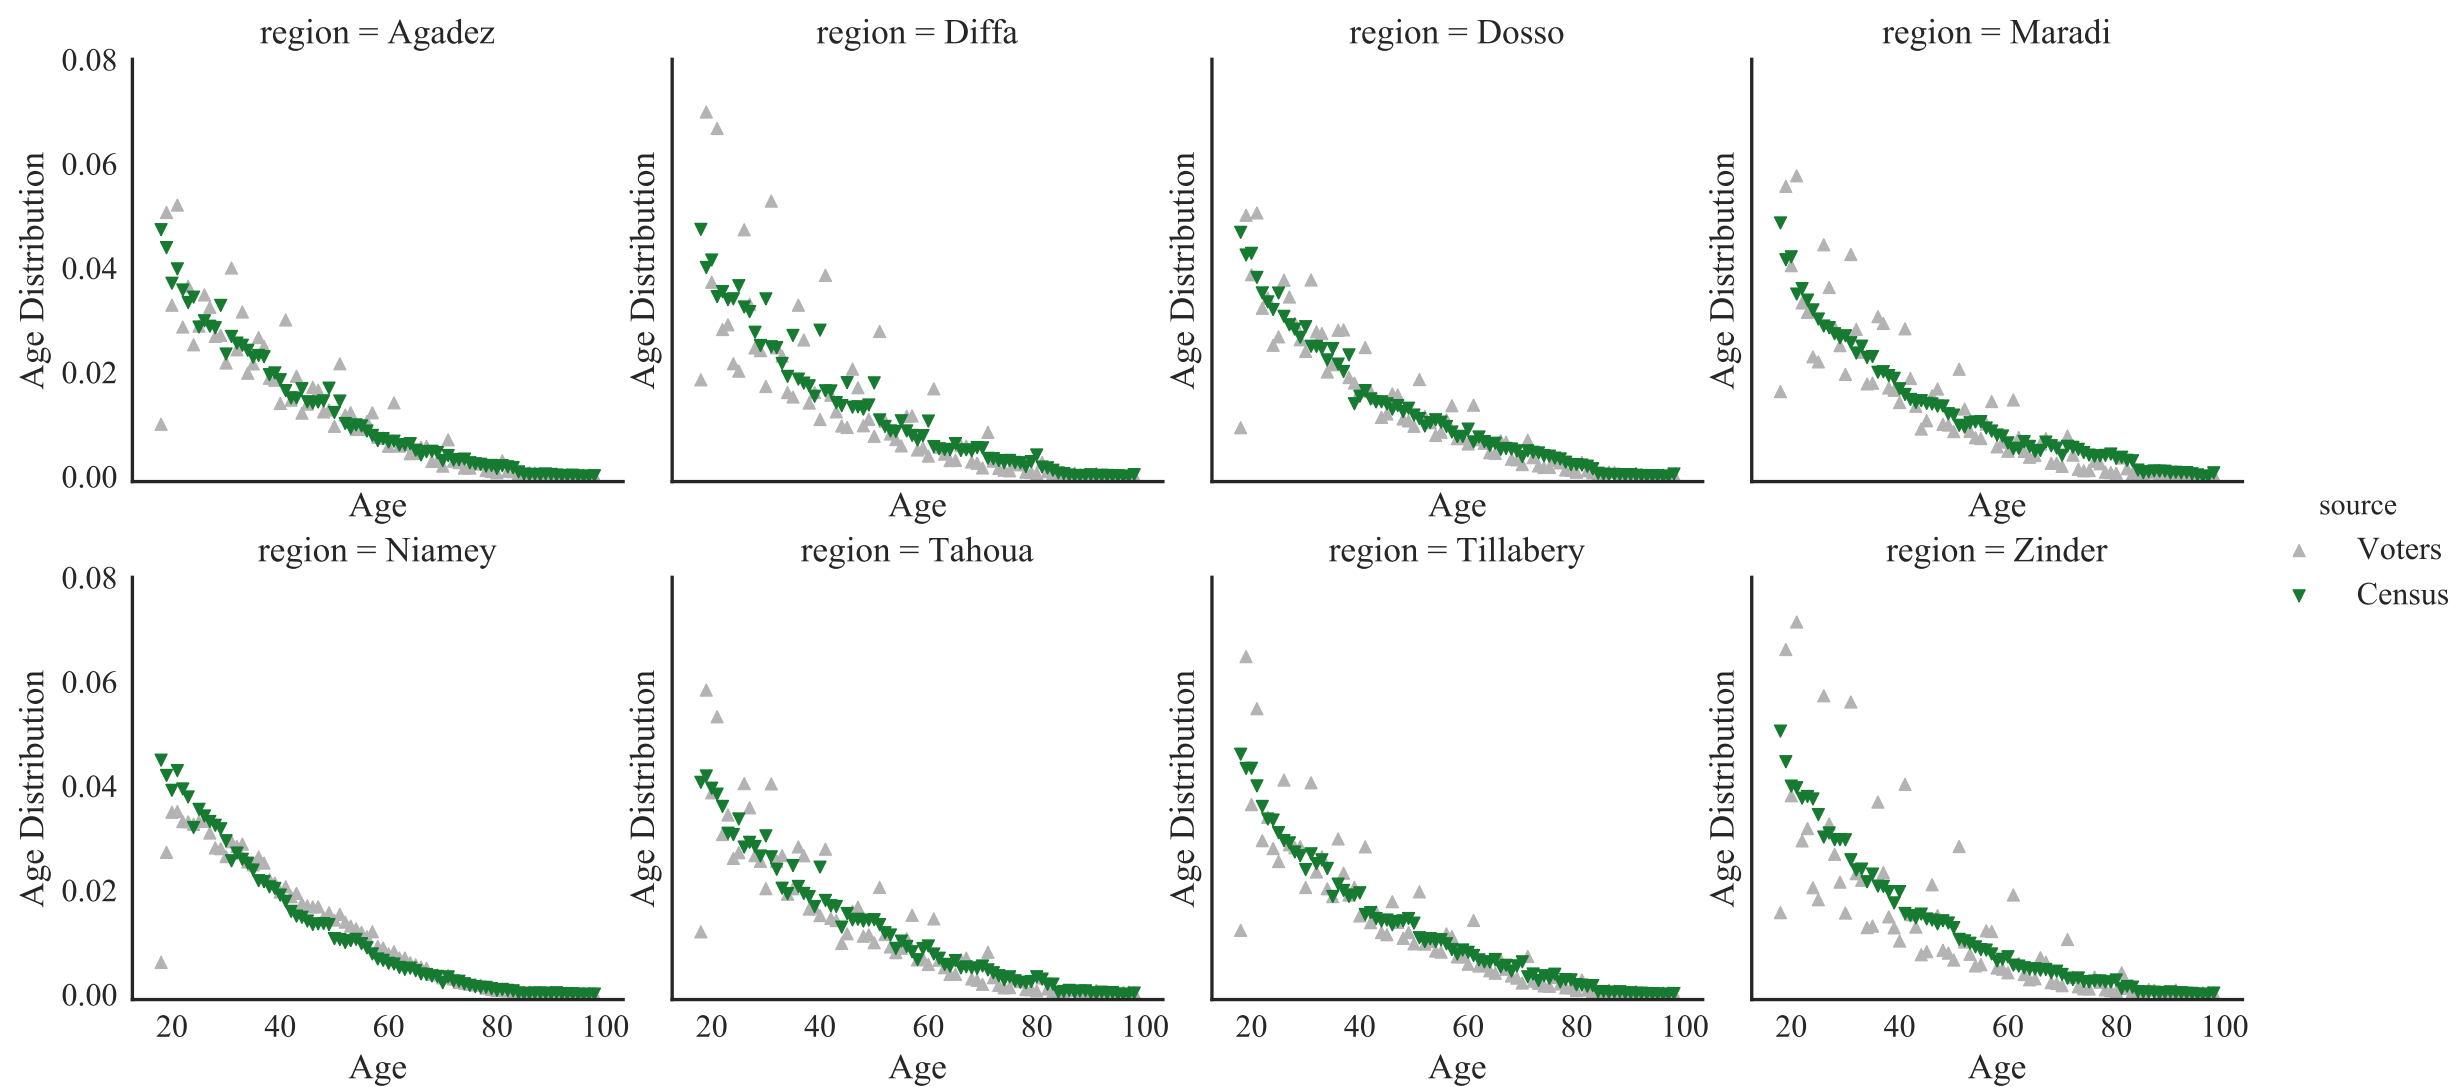 region = Agadez
region = Diffa
region = Dosso
region = Maradi
0.08
0.06
0.04
0.02
0.00
Age Distribution
Age Distribution
Age Distribution
Age Distribution
Age
Age
Age
Age
source
Voters
Census
region = Niamey
region = Tahoua
region = Tillabery
region = Zinder
0.08
0.06
0.04
0.02
0.00
Age Distribution
Age Distribution
Age Distribution
Age Distribution
20 40 60 80 100
20 40 60 80 100
20 40 60 80 100
20 40 60 80 100
Age
Age
Age
Age